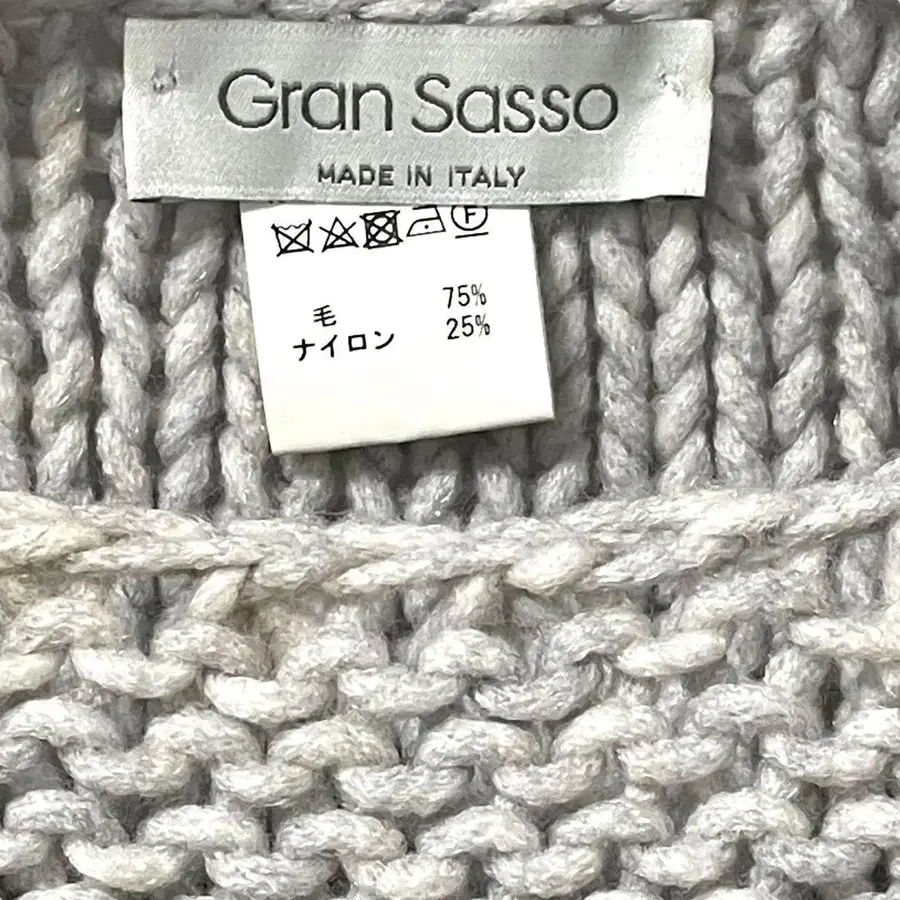 Gran Sasso
MADE IN ITALY
F
毛 75%
ナイロン 25%